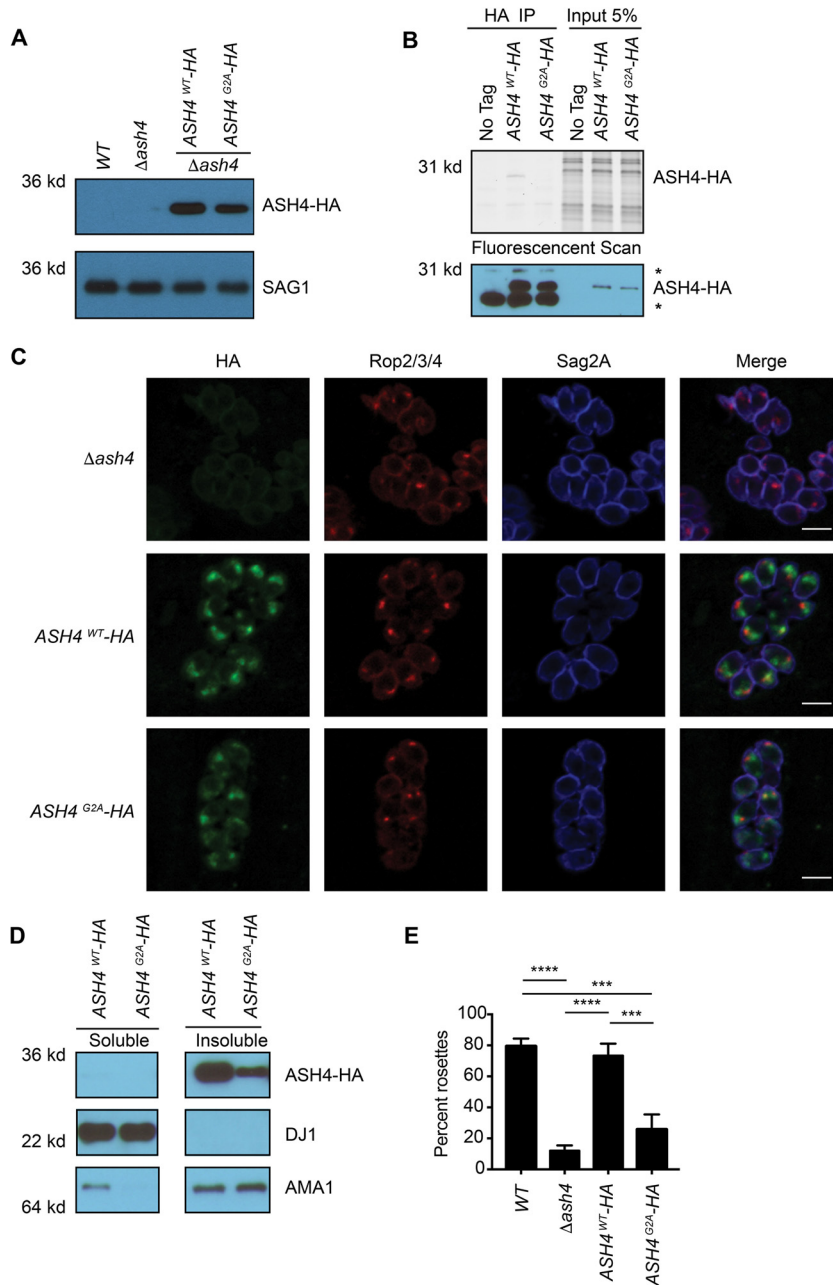 A
WT
Δash4
ASH4 WT-HA
ASH4 G2A-HA
Δash4
36 kd
ASH4-HA
36 kd
SAG1
B
HA IP
Input 5%
No Tag
ASH4 WT-HA
ASH4 G2A-HA
No Tag
ASH4 WT-HA
ASH4 G2A-HA
31 kd
ASH4-HA
Fluorescencent Scan
31 kd
*
ASH4-HA
*
C
HA
Rop2/3/4
Sag2A
Merge
Δash4
ASH4 WT-HA
ASH4 G2A-HA
D
ASH4 WT-HA
ASH4 G2A-HA
ASH4 WT-HA
ASH4 G2A-HA
Soluble
Insoluble
36 kd
ASH4-HA
22 kd
DJ1
64 kd
AMA1
E
****
***
****
***
Percent rosettes
100
80
60
40
20
0
WT
Δash4
ASH4 WT-HA
ASH4 G2A-HA